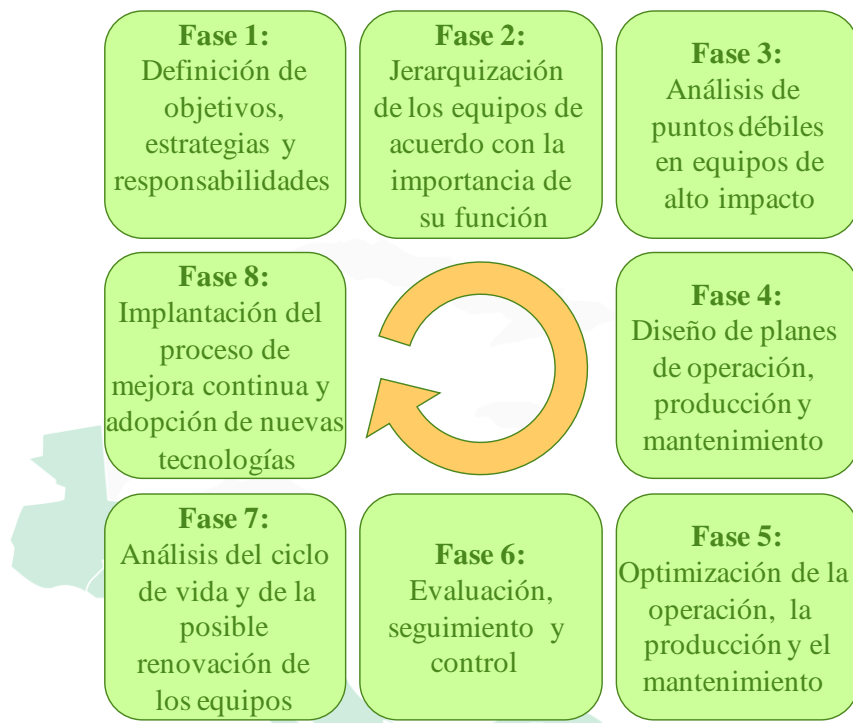 Fase 1:
Definición de
objetivos,
estrategias y
responsabilidades
Fase 2:
Jerarquización
de los equipos de
acuerdo con la
importancia de
su función
Fase 3:
Análisis de
puntos débiles
en equipos de
alto impacto
Fase 4:
Diseño de planes
de operación,
producción y
mantenimiento
Fase 5:
Optimización de la
operación, la
producción y el
mantenimiento
Fase 6:
Evaluación,
seguimiento y
control
Fase 7:
Análisis del ciclo
de vida y de la
posible
renovación de
los equipos
Fase 8:
Implantación del
proceso de
mejora continua y
adopción de nuevas
tecnologías